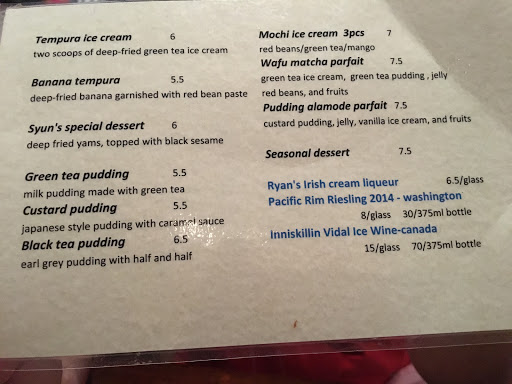 Tempura ice cream 6
two scoops of deep-fried green tea ice cream
Banana tempura 5.5
deep-fried banana garnished with red bean paste
Syun's special dessert 6
deep fried yams, topped with black sesame
Green tea pudding 5.5
milk pudding made with green tea
Custard pudding 5.5
japanese style pudding with caramel sauce
Black tea pudding 6.5
earl grey pudding with half and half
Mochi ice cream 3pcs 7
red beans/green tea/mango
Wafu matcha parfait 7.5
green tea ice cream, green tea pudding , jelly
red beans, and fruits
Pudding alamode parfait 7.5
custard pudding, jelly, vanilla ice cream, and fruits
Seasonal dessert 7.5
Ryan's Irish cream liqueur 6.5/glass
Pacific Rim Riesling 2014 - washington
8/glass 30/375ml bottle
Inniskillin Vidal Ice Wine-canada
15/glass 70/375ml bottle